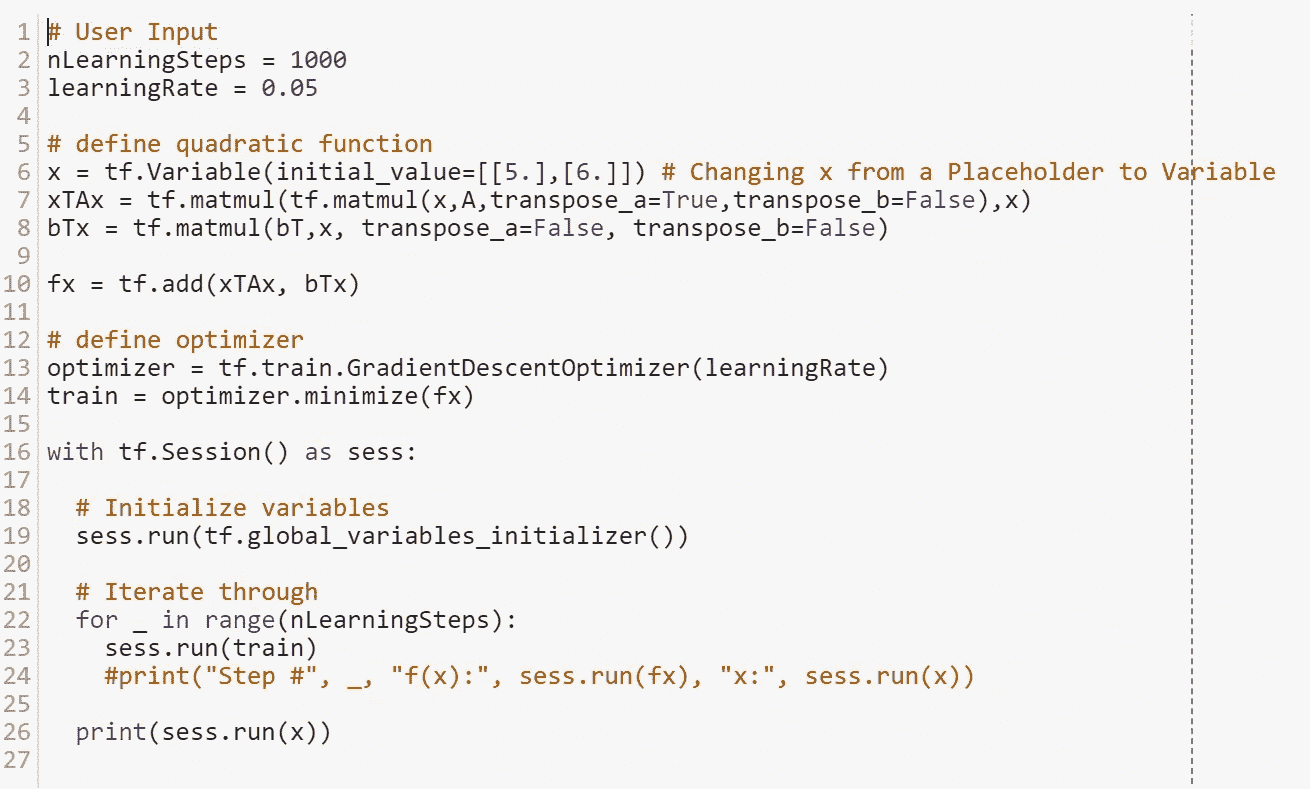 1 # User Input
2 nLearningSteps = 1000
3 learningRate = 0.05
4
5 # define quadratic function
6 x = tf.Variable(initial_value=[[5.],[6.]]) # Changing x from a Placeholder to Variable
7 xTAx = tf.matmul(tf.matmul(x,A,transpose_a=True,transpose_b=False),x)
8 bTx = tf.matmul(bT,x, transpose_a=False, transpose_b=False)
9
10 fx = tf.add(xTAx, bTx)
11
12 # define optimizer
13 optimizer = tf.train.GradientDescentOptimizer(learningRate)
14 train = optimizer.minimize(fx)
15
16 with tf.Session() as sess:
17
18   # Initialize variables
19   sess.run(tf.global_variables_initializer())
20
21   # Iterate through
22   for _ in range(nLearningSteps):
23     sess.run(train)
24     #print("Step #", _, "f(x):", sess.run(fx), "x:", sess.run(x))
25
26   print(sess.run(x))
27